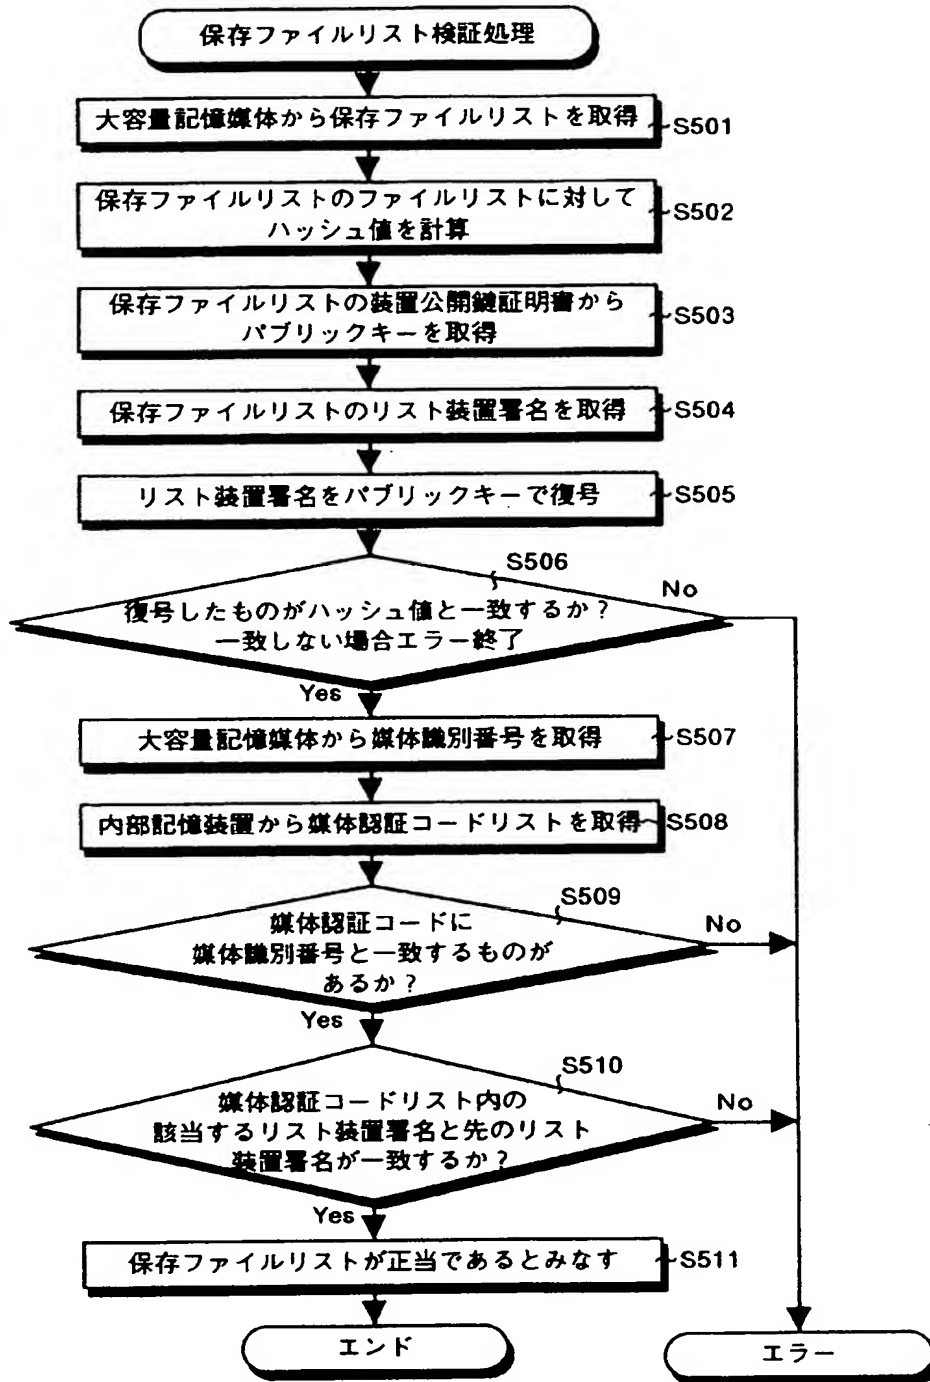 保存ファイルリスト検証処理
大容量記憶媒体から保存ファイルリストを取得
S501
保存ファイルリストのファイルリストに対して
ハッシュ値を計算
S502
保存ファイルリストの装置公開鍵証明書から
パブリックキーを取得
S503
保存ファイルリストのリスト装置署名を取得
S504
リスト装置署名をパブリックキーで復号
S505
S506
No
復号したものがハッシュ値と一致するか？
一致しない場合エラー終了
Yes
大容量記憶媒体から媒体識別番号を取得
S507
内部記憶装置から媒体認証コードリストを取得
S508
S509
媒体認証コードに
No
媒体識別番号と一致するものが
あるか？
Yes
S510
媒体認証コードリスト内の
No
該当するリスト装置署名と先のリスト
装置署名が一致するか？
Yes
保存ファイルリストが正当であるとみなす
S511
エンド
エラー